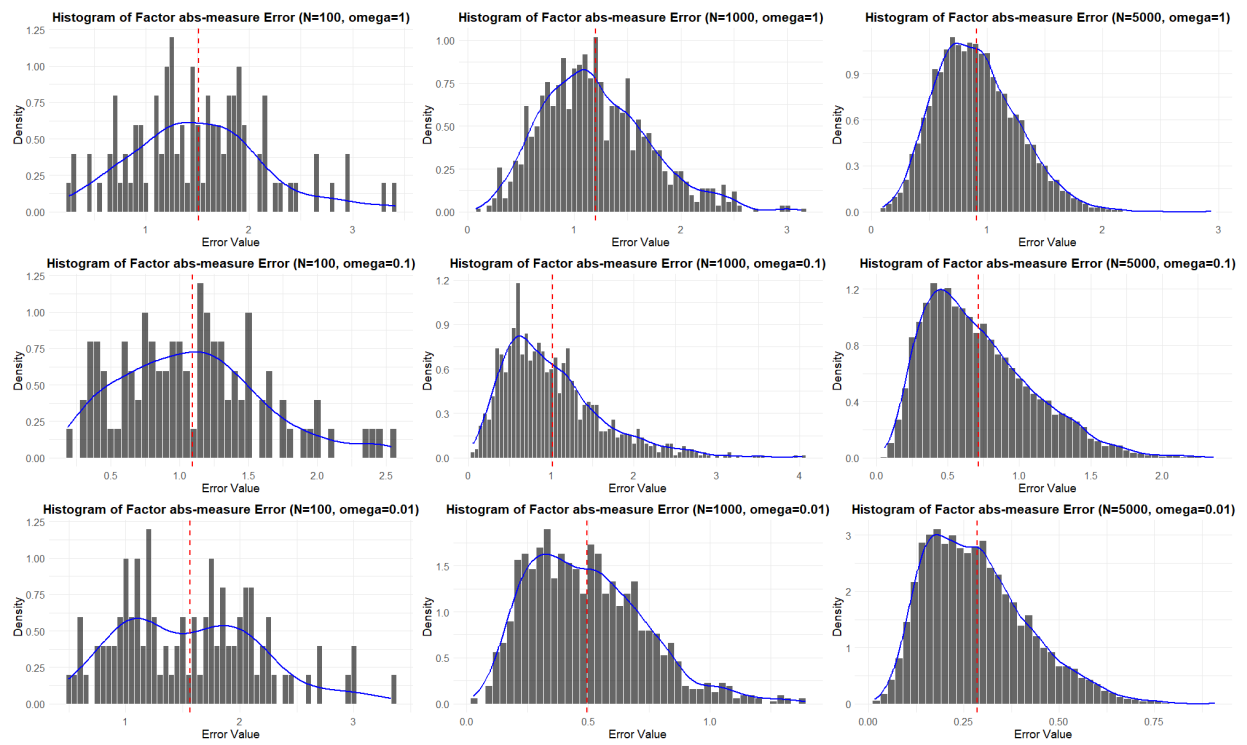 Histogram of Factor abs-measure Error (N=100, omega=1)
1.25
1.00
0.75
0.50
0.25
0.00
Density
1 2 3
Error Value
Histogram of Factor abs-measure Error (N=1000, omega=1)
1.00
0.75
0.50
0.25
0.00
Density
0 1 2 3
Error Value
Histogram of Factor abs-measure Error (N=5000, omega=1)
0.9
0.6
0.3
0.0
Density
0 1 2 3
Error Value
Histogram of Factor abs-measure Error (N=100, omega=0.1)
1.25
1.00
0.75
0.50
0.25
0.00
Density
0.5 1.0 1.5 2.0 2.5
Error Value
Histogram of Factor abs-measure Error (N=1000, omega=0.1)
1.2
0.9
0.6
0.3
0.0
Density
0 1 2 3 4
Error Value
Histogram of Factor abs-measure Error (N=5000, omega=0.1)
1.2
0.8
0.4
0.0
Density
0.0 0.5 1.0 1.5 2.0
Error Value
Histogram of Factor abs-measure Error (N=100, omega=0.01)
1.25
1.00
0.75
0.50
0.25
0.00
Density
1 2 3
Error Value
Histogram of Factor abs-measure Error (N=1000, omega=0.01)
1.5
1.0
0.5
0.0
Density
0.0 0.5 1.0
Error Value
Histogram of Factor abs-measure Error (N=5000, omega=0.01)
3
2
1
0
Density
0.00 0.25 0.50 0.75
Error Value